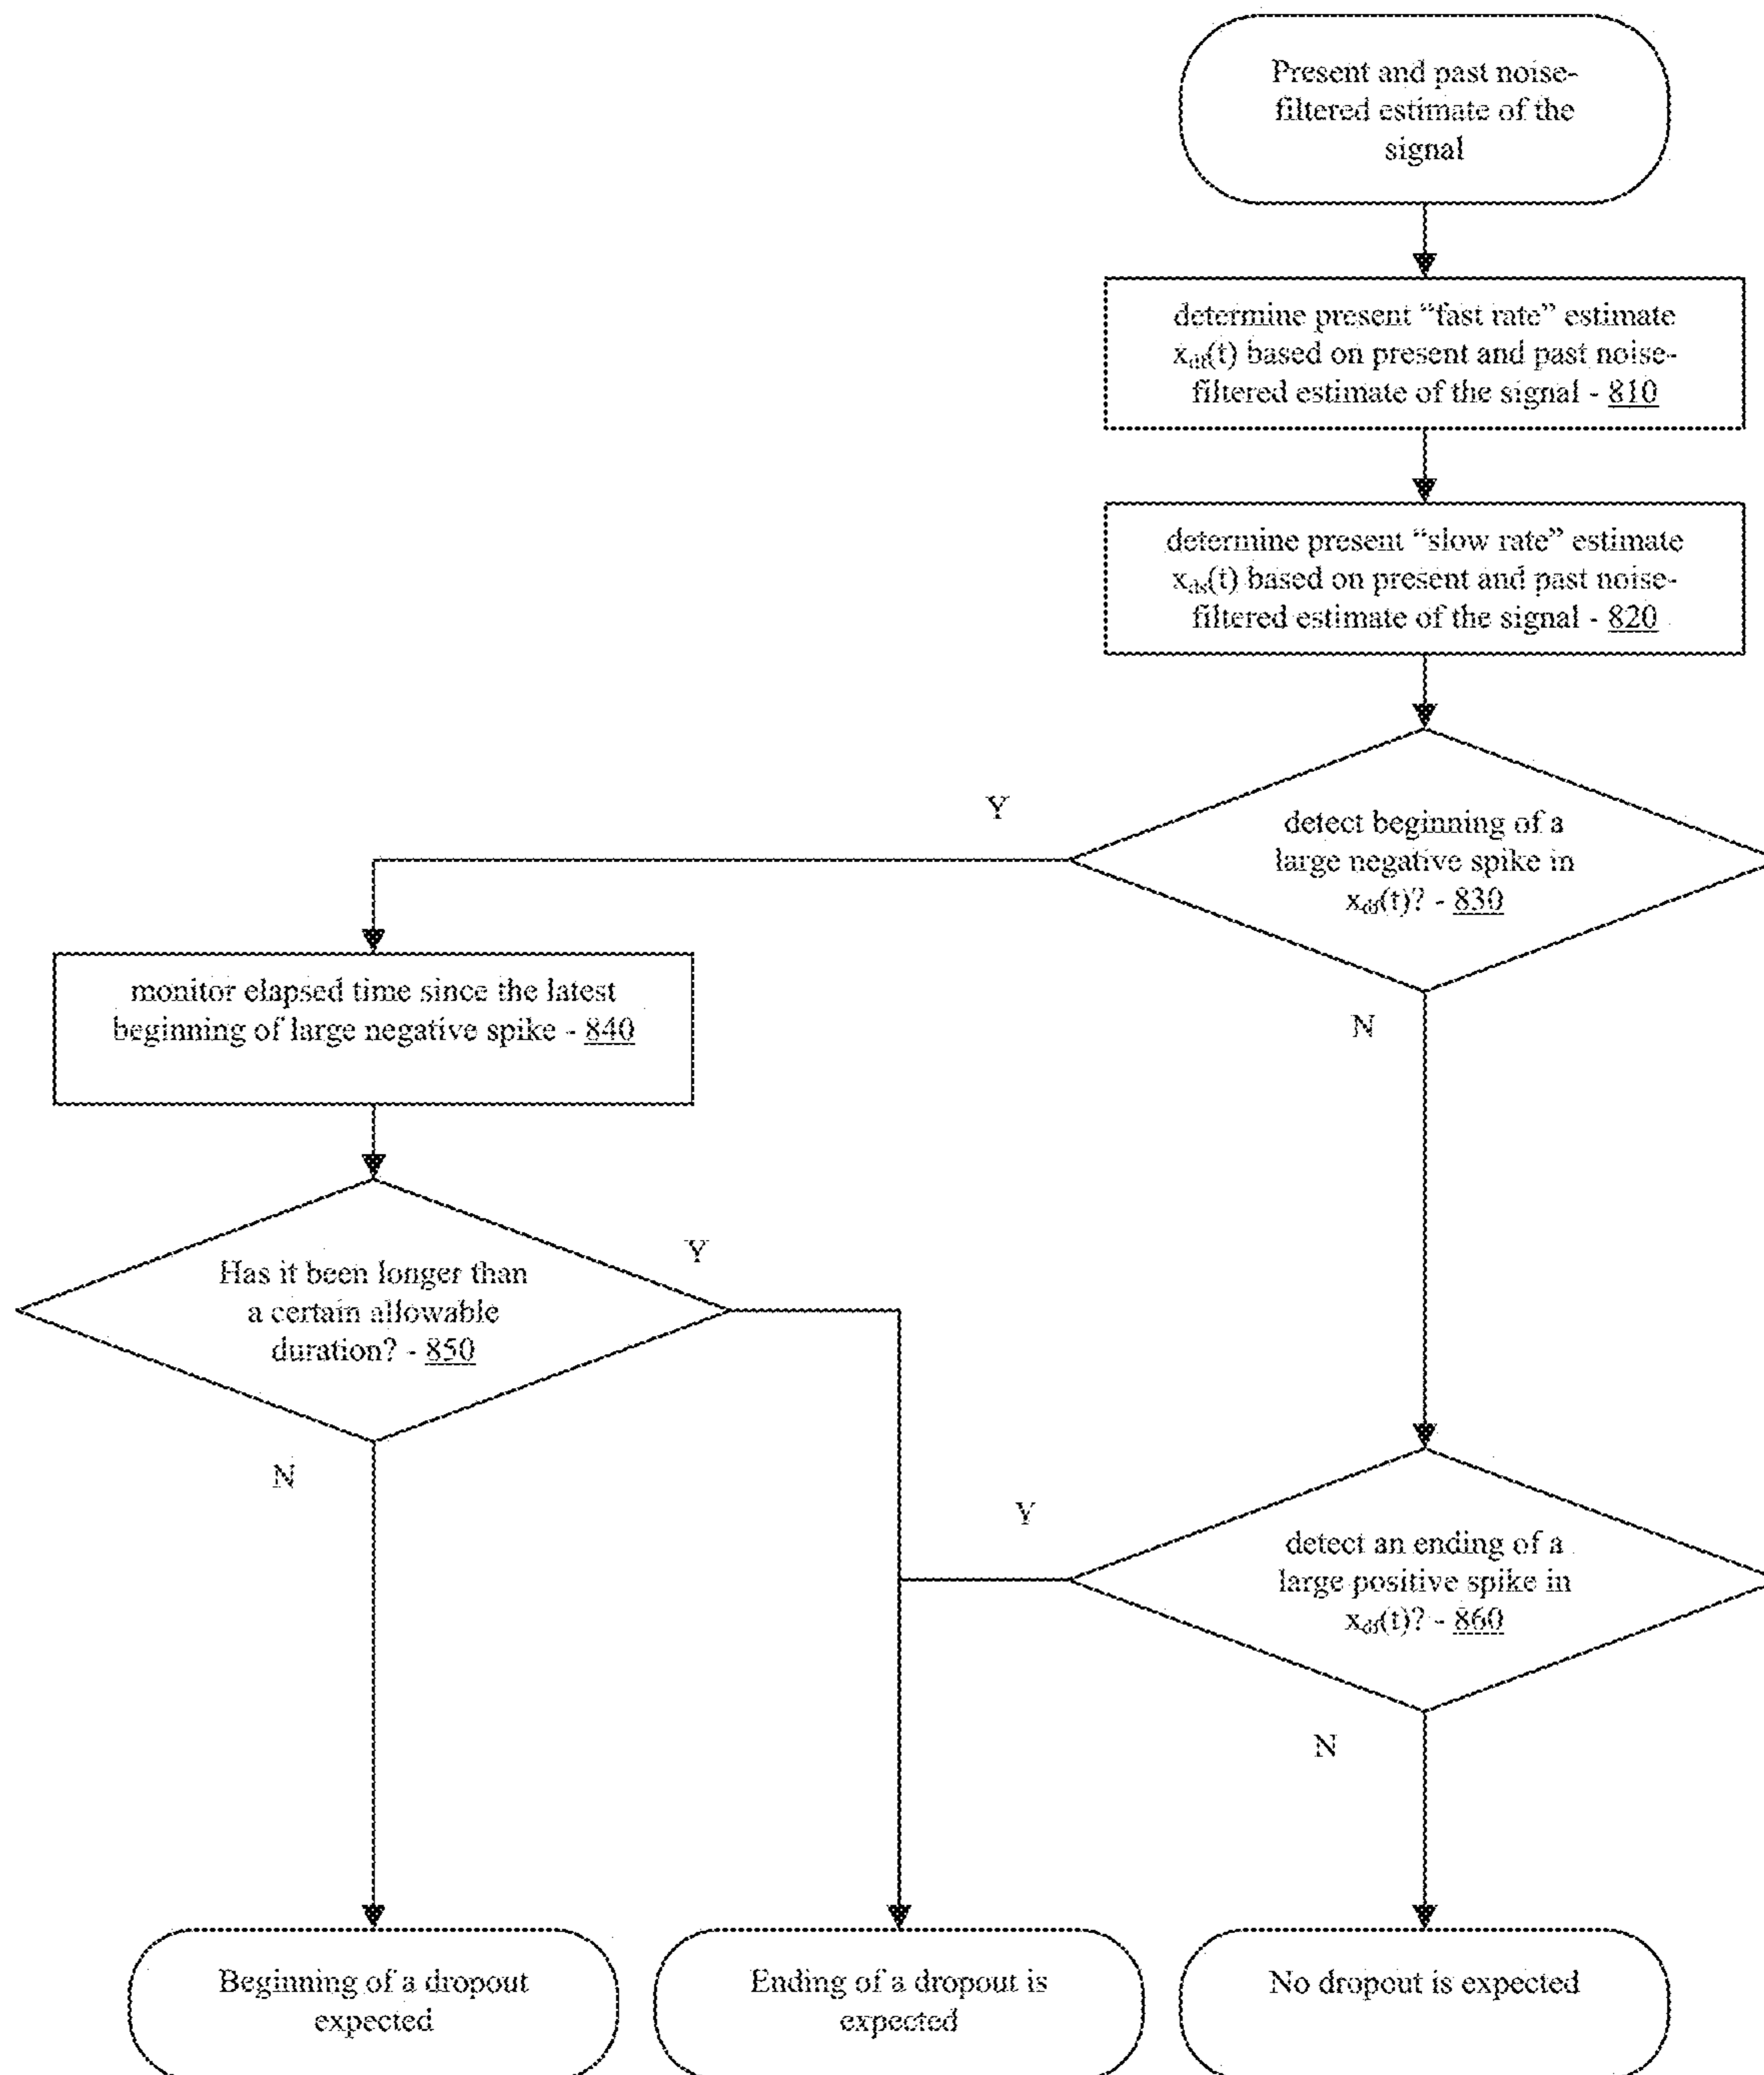 Present and past noise-
filtered estimate of the
signal
determine present “fast rate” estimate
x_df(t) based on present and past noise-
filtered estimate of the signal - 810
determine present “slow rate” estimate
x_ds(t) based on present and past noise-
filtered estimate of the signal - 820
Y
detect beginning of a
large negative spike in
x_df(t)? - 830
N
monitor elapsed time since the latest
beginning of large negative spike - 840
Y
Has it been longer than
a certain allowable
duration? - 850
N
Y
detect an ending of a
large positive spike in
x_df(t)? - 860
N
Beginning of a dropout
expected
Ending of a dropout is
expected
No dropout is expected